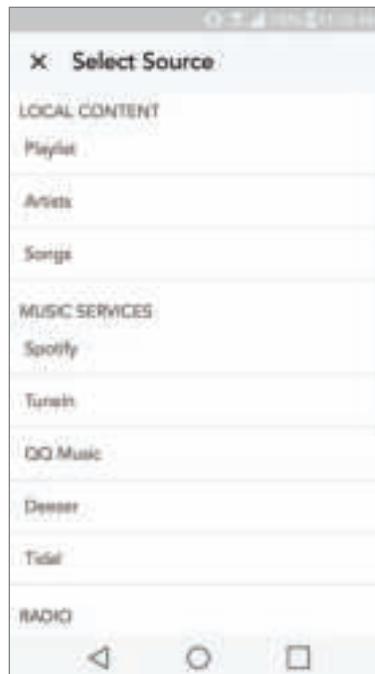 × Select Source
LOCAL CONTENT
Playlist
Artists
Songs
MUSIC SERVICES
Spotify
TuneIn
QQ Music
Deezer
Tidal
RADIO